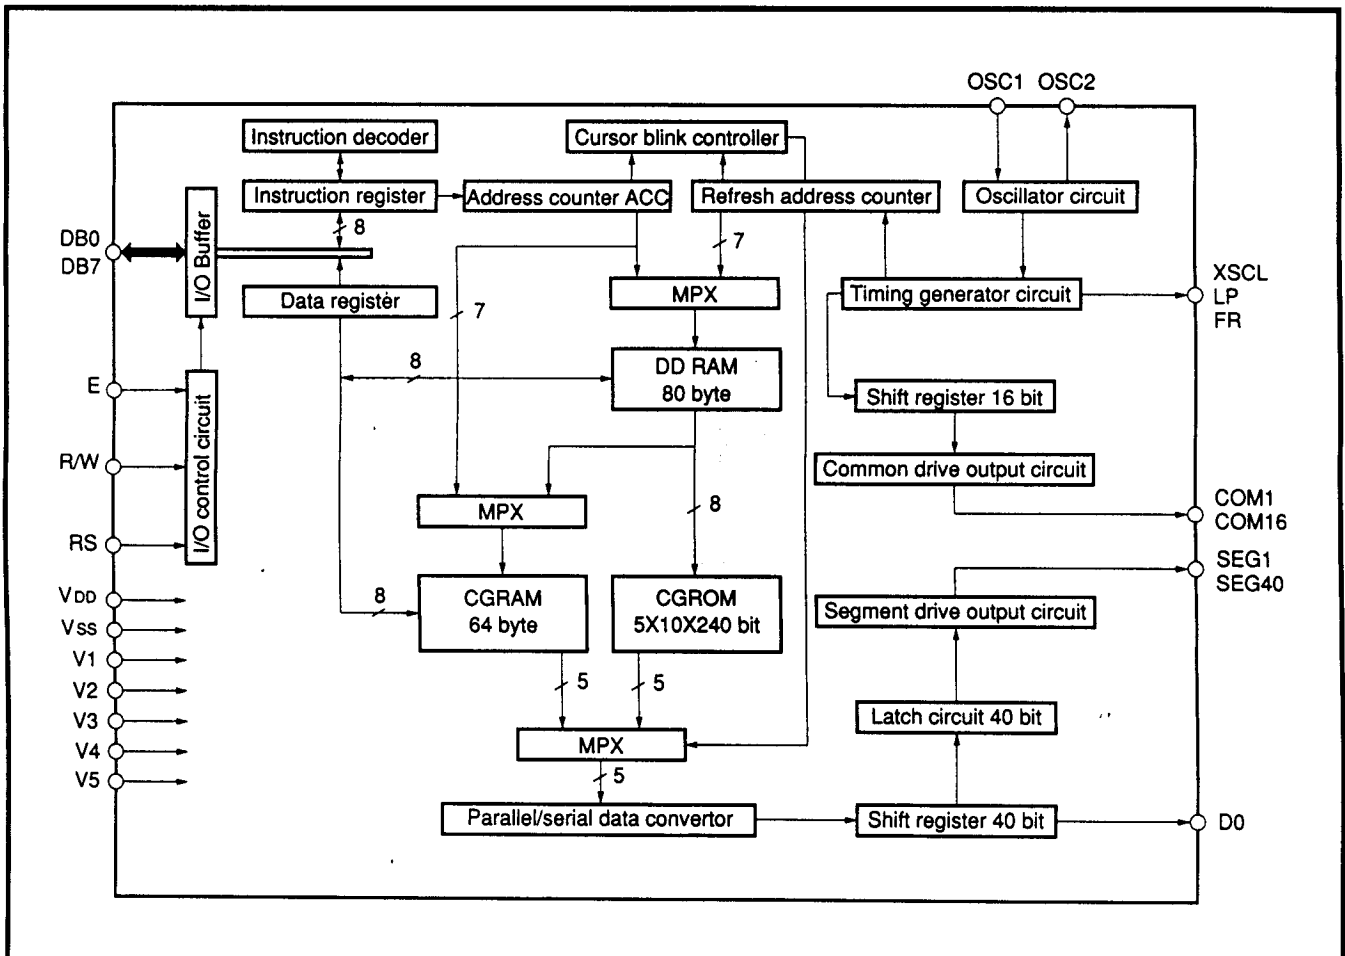 OSC1 OSC2
Instruction decoder
Cursor blink controller
Instruction register
Address counter ACC
Refresh address counter
Oscillator circuit
8
DB0
DB7
I/O Buffer
7
Data register
MPX
Timing generator circuit
XSCL
LP
FR
7
8
DD RAM
80 byte
E
I/O control circuit
Shift register 16 bit
R/W
Common drive output circuit
MPX
8
COM1
COM16
RS
SEG1
SEG40
VDD
8
CGRAM
64 byte
CGROM
5X10X240 bit
Segment drive output circuit
VSS
V1
V2
5
5
V3
Latch circuit 40 bit
V4
MPX
V5
5
Parallel/serial data convertor
Shift register 40 bit
D0